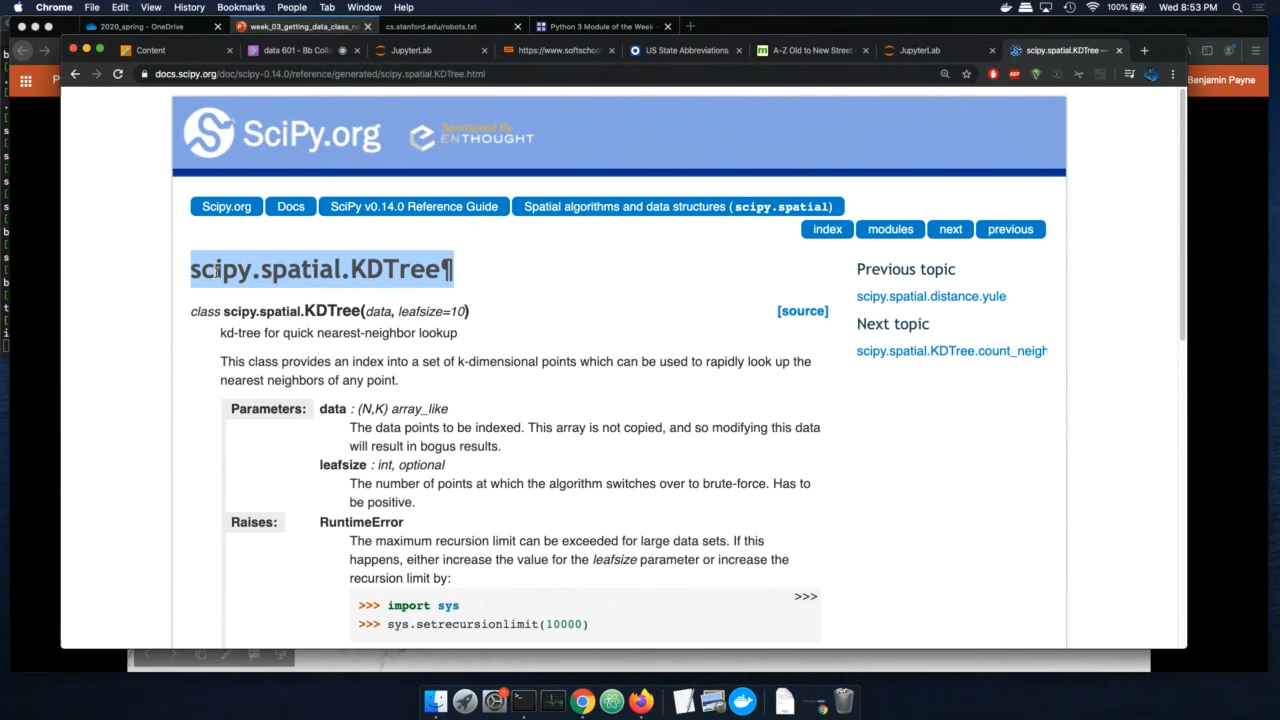 Chrome File Edit View History Bookmarks People Tab Window Help 100% Wed 8:53 PM
2020_spring - OneDrive week_03_getting_data_class_no cs.stanford.edu/robots.txt Python 3 Module of the Week -
Content data 601 - Bb Colla JupyterLab https://www.softschoo US State Abbreviations A-Z Old to New Street JupyterLab scipy.spatial.KDTree —
docs.scipy.org/doc/scipy-0.14.0/reference/generated/scipy.spatial.KDTree.html
Benjamin Payne
SciPy.org Sponsored By ENTHOUGHT
Scipy.org Docs SciPy v0.14.0 Reference Guide Spatial algorithms and data structures (scipy.spatial)
index modules next previous
scipy.spatial.KDTree¶
class scipy.spatial.KDTree(data, leafsize=10) [source]
kd-tree for quick nearest-neighbor lookup
This class provides an index into a set of k-dimensional points which can be used to rapidly look up the
nearest neighbors of any point.
Parameters: data : (N,K) array_like
The data points to be indexed. This array is not copied, and so modifying this data
will result in bogus results.
leafsize : int, optional
The number of points at which the algorithm switches over to brute-force. Has to
be positive.
Raises: RuntimeError
The maximum recursion limit can be exceeded for large data sets. If this
happens, either increase the value for the leafsize parameter or increase the
recursion limit by:
>>>
>>> import sys
>>> sys.setrecursionlimit(10000)
Previous topic
scipy.spatial.distance.yule
Next topic
scipy.spatial.KDTree.count_neigh